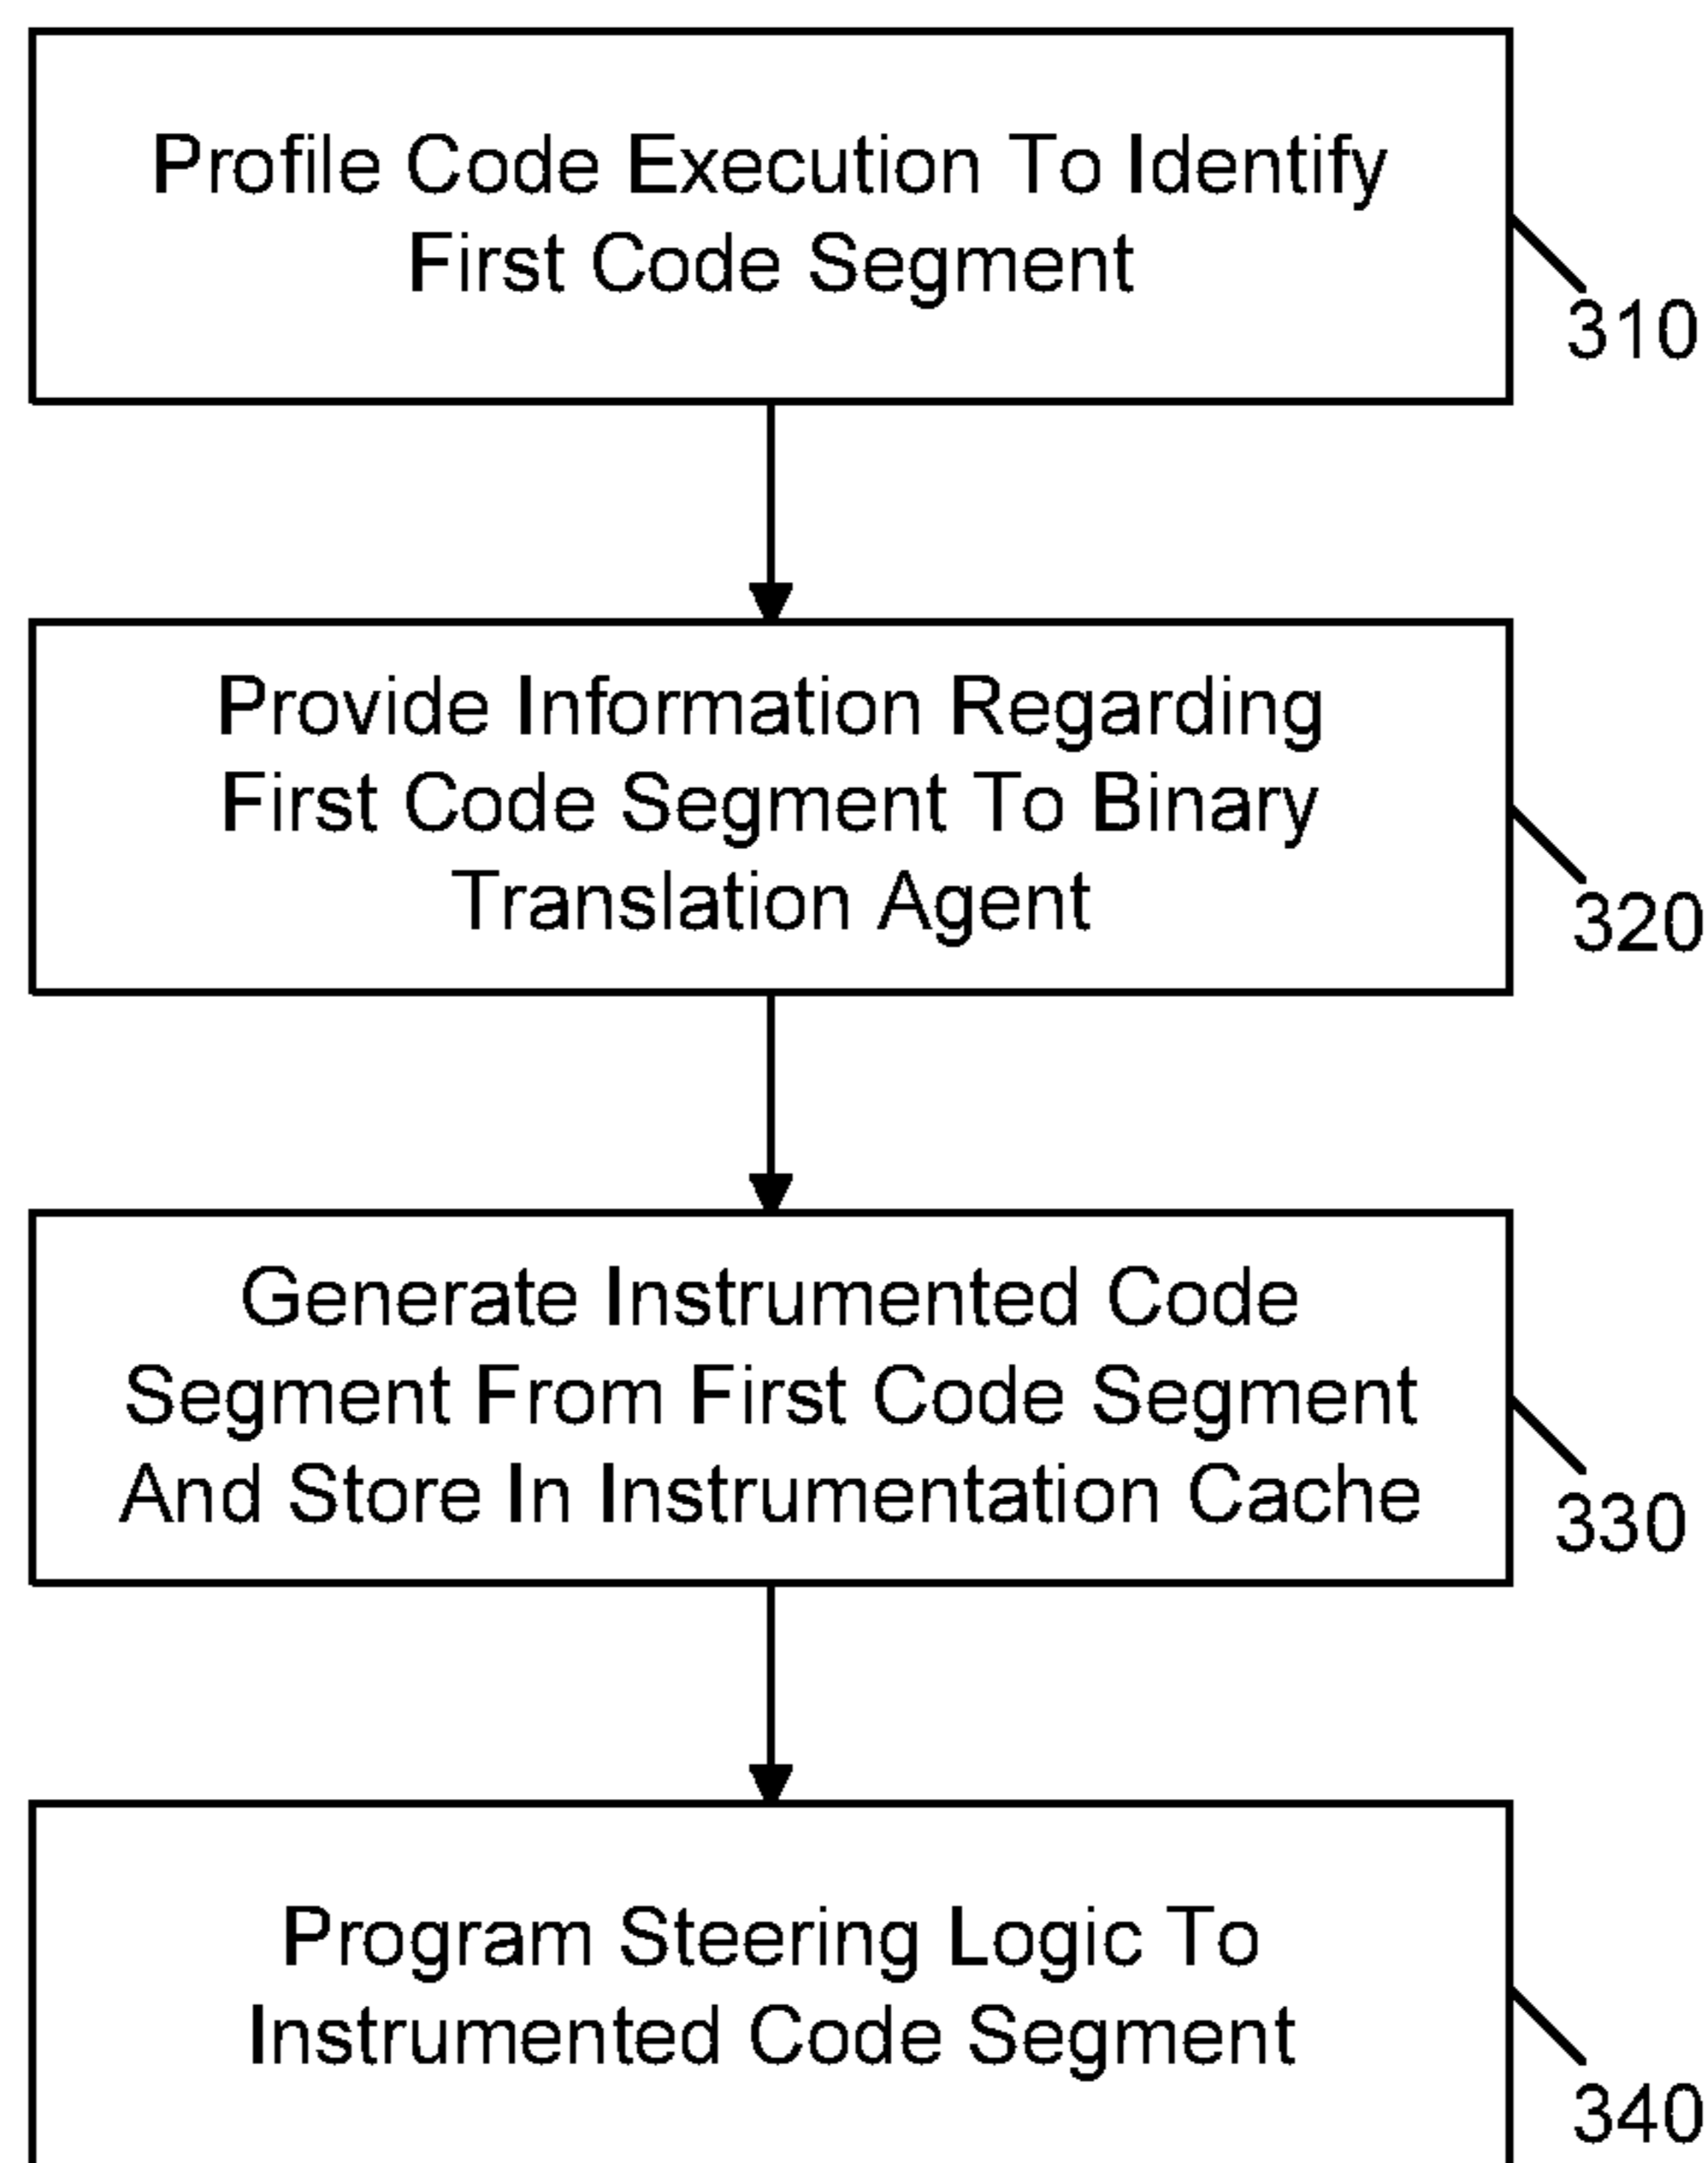 Profile Code Execution To Identify
First Code Segment
310
Provide Information Regarding
First Code Segment To Binary
Translation Agent
320
Generate Instrumented Code
Segment From First Code Segment
And Store In Instrumentation Cache
330
Program Steering Logic To
Instrumented Code Segment
340